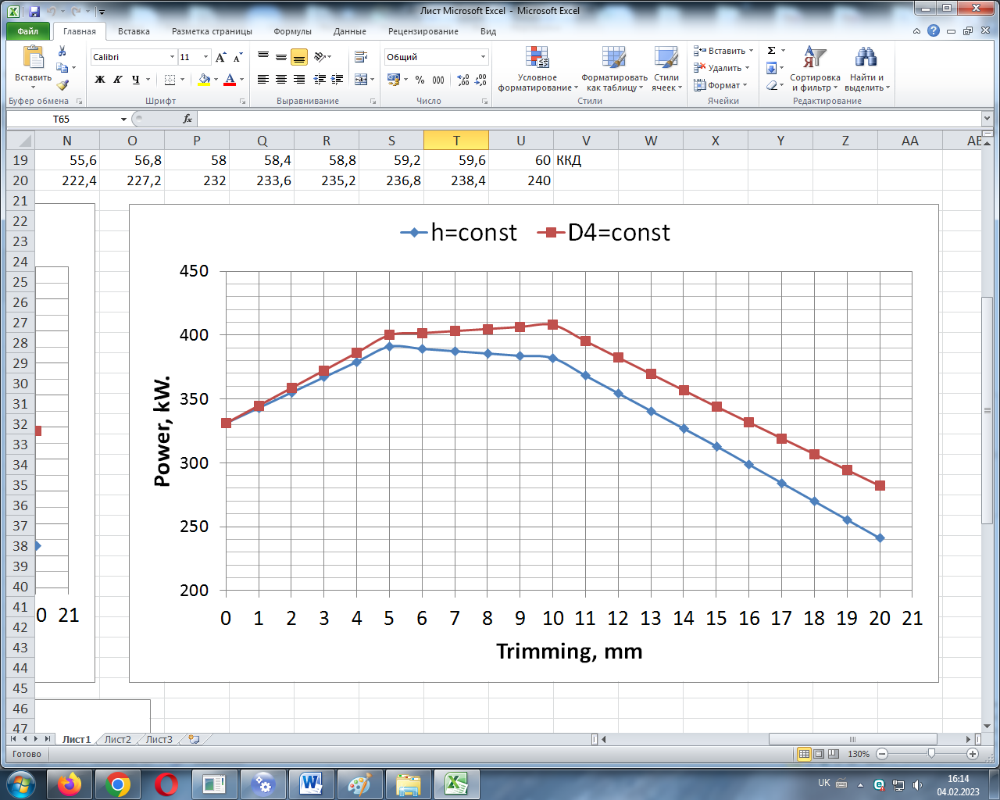 Лист Microsoft Excel - Microsoft Excel
Файл Главная Вставка Разметка страницы Формулы Данные Рецензирование Вид
Calibri 11 Общий
Вставить Ж К Ч А % 000 Условное форматирование Форматировать как таблицу Стили ячеек Вставить Удалить Формат Σ Сортировка и фильтр Найти и выделить
Буфер обмена Шрифт Выравнивание Число Стили Ячейки Редактирование
T65 fx
N O P Q R S T U V W X Y Z AA AB
19 55,6 56,8 58 58,4 58,8 59,2 59,6 60 ККД
20 222,4 227,2 232 233,6 235,2 236,8 238,4 240
21
22
23
24
25
26
27
28
29
30
31
32
33
34
35
36
37
38
39
40
41
42
43
44
45
46
47
0 21
h=const D4=const
450
400
350
300
250
200
Power, kW.
0 1 2 3 4 5 6 7 8 9 10 11 12 13 14 15 16 17 18 19 20 21
Trimming, mm
Лист1 Лист2 Лист3
Готово 130%
UK 16:14
04.02.2023